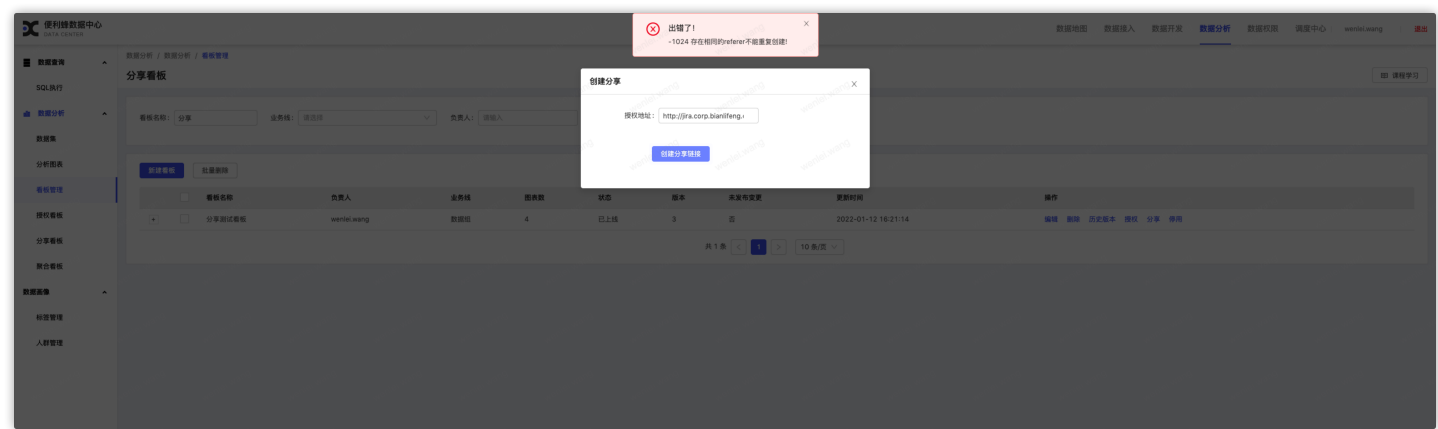 便利蜂数据中心
DATA CENTER
数据地图 数据接入 数据开发 数据分析 数据权限 调度中心 wenlei.wang 退出
出错了!
-1024 存在相同的referer不能重复创建!
数据查询
SQL执行
数据分析
数据集
分析图表
看板管理
授权看板
分享看板
聚合看板
数据画像
标签管理
人群管理
数据分析 / 数据分析 / 看板管理
分享看板
课程学习
看板名称: 分享 业务线: 请选择 负责人: 请输入
创建分享
授权地址: http://jira.corp.bianlifeng.
创建分享链接
新建看板 批量删除
看板名称 负责人 业务线 图表数 状态 版本 未发布变更 更新时间 操作
分享测试看板 wenlei.wang 数据组 4 已上线 3 否 2022-01-12 16:21:14 编辑 删除 历史版本 授权 分享 停用
共 1 条 < 1 > 10 条/页